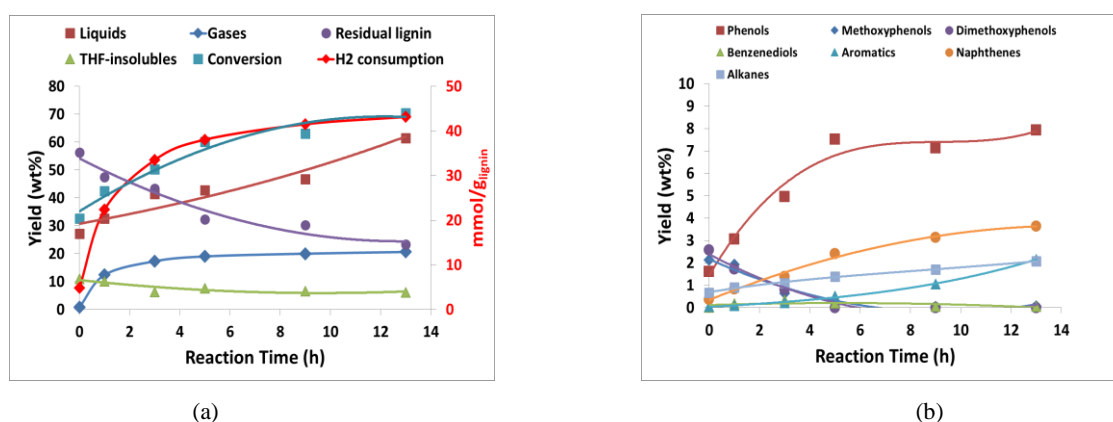 Liquids Gases Residual lignin
THF-insolubles Conversion H2 consumption
80
70
60
50
40
30
20
10
0
Yield (wt%)
50
40
30
20
10
0
mmol/g lignin
0 2 4 6 8 10 12 14
Reaction Time (h)
(a)
Phenols Methoxyphenols Dimethoxyphenols
Benzenediols Aromatics Naphthenes
Alkanes
10
9
8
7
6
5
4
3
2
1
0
Yield (wt%)
0 2 4 6 8 10 12 14
Reaction Time (h)
(b)